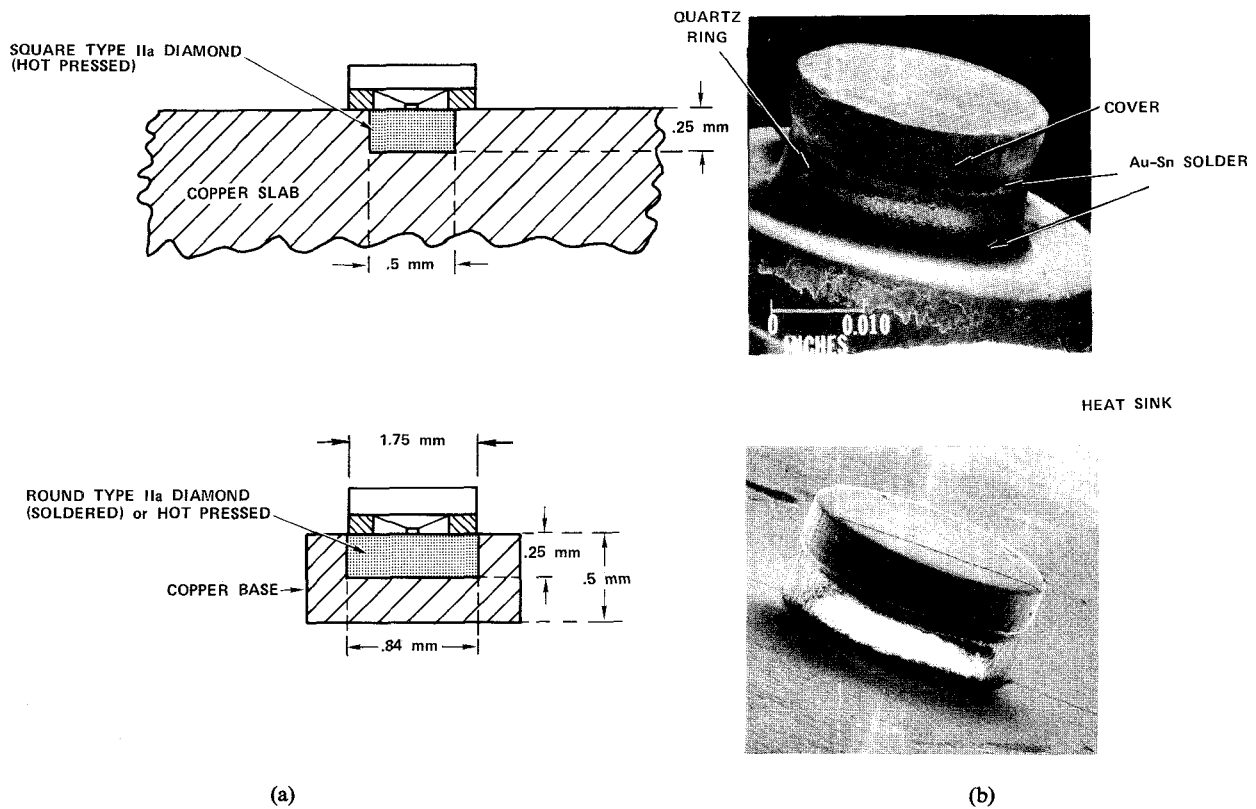 SQUARE TYPE IIa DIAMOND
(HOT PRESSED)
.25 mm
COPPER SLAB
.5 mm
QUARTZ
RING
COVER
Au-Sn SOLDER
0 0.010
INCHES
HEAT SINK
1.75 mm
ROUND TYPE IIa DIAMOND
(SOLDERED) or HOT PRESSED
.25 mm
.5 mm
COPPER BASE
.84 mm
(a)
(b)